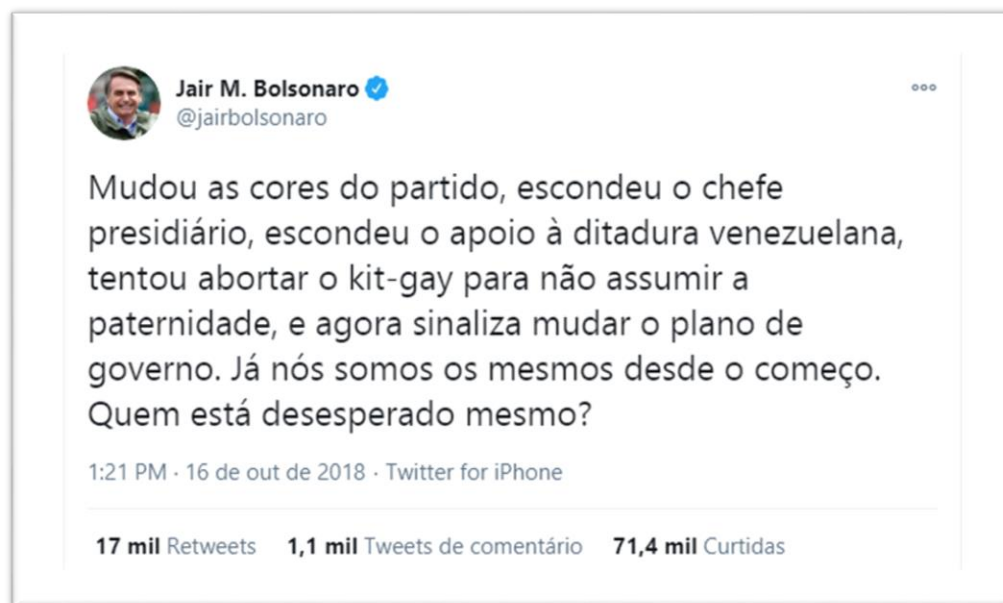 Jair M. Bolsonaro
@jairbolsonaro
Mudou as cores do partido, escondeu o chefe
presidiário, escondeu o apoio à ditadura venezuelana,
tentou abortar o kit-gay para não assumir a
paternidade, e agora sinaliza mudar o plano de
governo. Já nós somos os mesmos desde o começo.
Quem está desesperado mesmo?
1:21 PM · 16 de out de 2018 · Twitter for iPhone
17 mil Retweets 1,1 mil Tweets de comentário 71,4 mil Curtidas